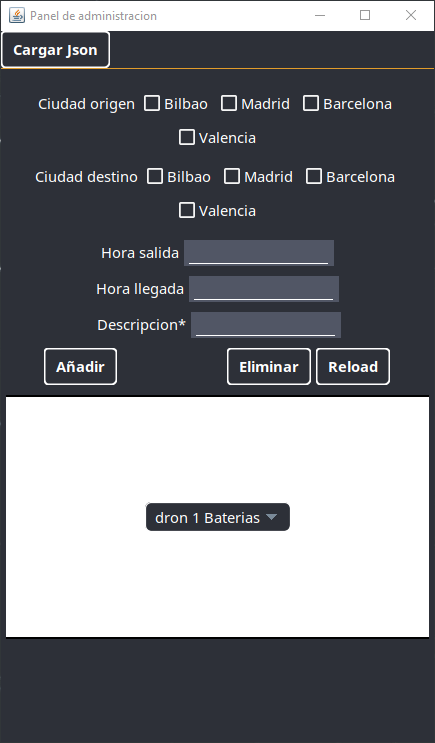 Panel de administracion
Cargar Json
Ciudad origen Bilbao Madrid Barcelona
Valencia
Ciudad destino Bilbao Madrid Barcelona
Valencia
Hora salida
Hora llegada
Descripcion*
Añadir Eliminar Reload
dron 1 Baterias